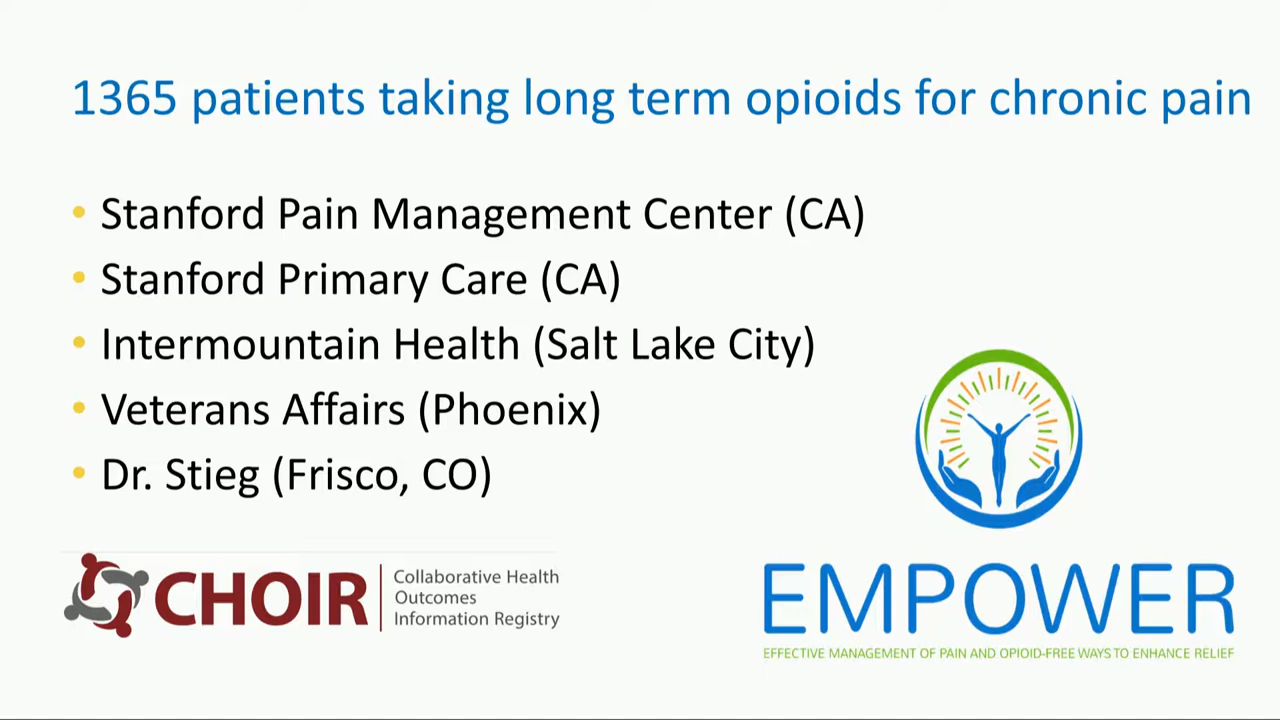 1365 patients taking long term opioids for chronic pain
• Stanford Pain Management Center (CA)
• Stanford Primary Care (CA)
• Intermountain Health (Salt Lake City)
• Veterans Affairs (Phoenix)
• Dr. Stieg (Frisco, CO)
CHOIR
Collaborative Health
Outcomes
Information Registry
EMPOWER
EFFECTIVE MANAGEMENT OF PAIN AND OPIOID-FREE WAYS TO ENHANCE RELIEF